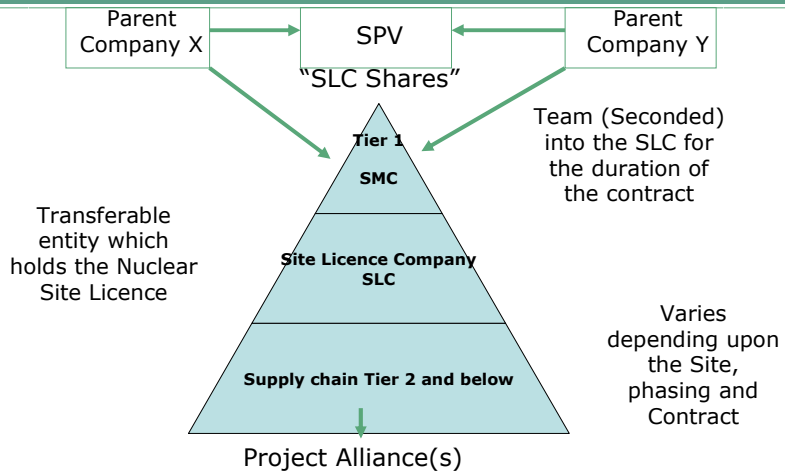 Parent
Company X
SPV
Parent
Company Y
“SLC Shares”
Team (Seconded)
into the SLC for
the duration of
the contract
Tier 1
SMC
Transferable
entity which
holds the Nuclear
Site Licence
Site Licence Company
SLC
Varies
depending upon
the Site,
phasing and
Contract
Supply chain Tier 2 and below
Project Alliance(s)